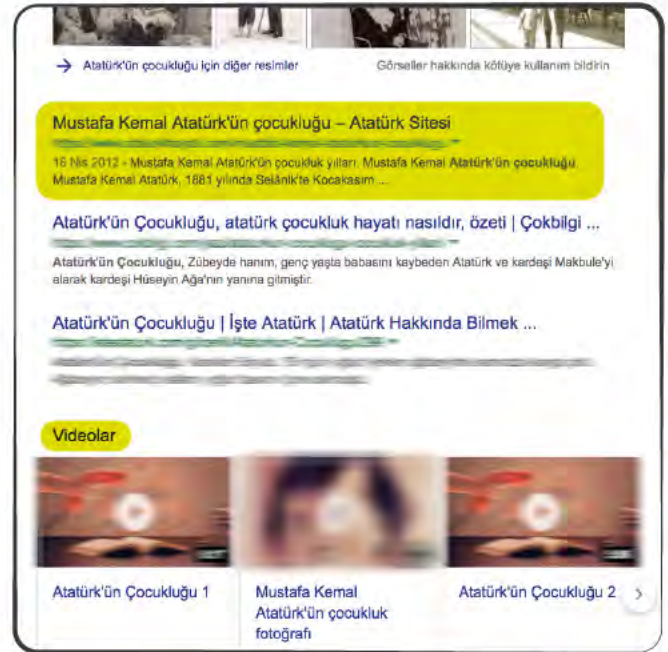 → Atatürk'ün çocukluğu için diğer resimler Görseller hakkında kötüye kullanım bildirin
Mustafa Kemal Atatürk'ün çocukluğu – Atatürk Sitesi
16 Nis 2012 - Mustafa Kemal Atatürk'ün çocukluk yılları. Mustafa Kemal Atatürk'ün çocukluğu.
Mustafa Kemal Atatürk, 1881 yılında Selânik'te Kocakasım ...
Atatürk'ün Çocukluğu, atatürk çocukluk hayatı nasıldır, özeti | Çokbilgi ...
Atatürk'ün Çocukluğu, Zübeyde hanım, genç yaşta babasını kaybeden Atatürk ve kardeşi Makbule'yi
alarak kardeşi Hüseyin Ağa'nın yanına gitmiştir.
Atatürk'ün Çocukluğu | İşte Atatürk | Atatürk Hakkında Bilmek ...
Videolar
Atatürk'ün Çocukluğu 1
Mustafa Kemal
Atatürk'ün çocukluk
fotoğrafı
Atatürk'ün Çocukluğu 2